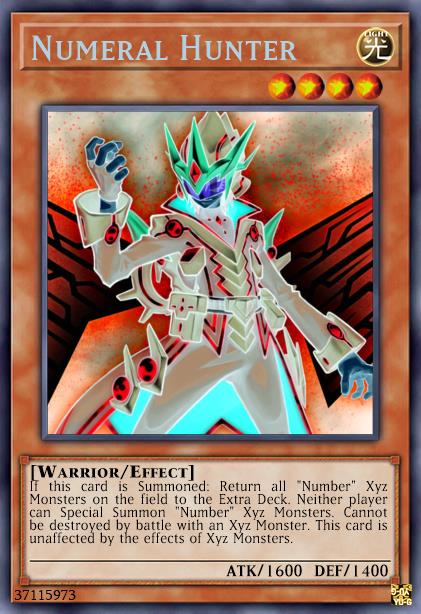 NUMERAL HUNTER
LIGHT
光
[WARRIOR/EFFECT]
If this card is Summoned: Return all "Number" Xyz
Monsters on the field to the Extra Deck. Neither player
can Special Summon "Number" Xyz Monsters. Cannot
be destroyed by battle with an Xyz Monster. This card is
unaffected by the effects of Xyz Monsters.
ATK/1600 DEF/1400
37115973